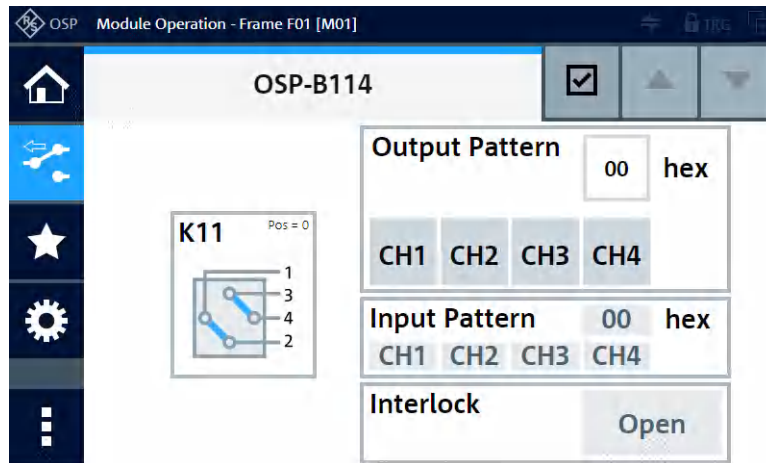 R&S OSP Module Operation - Frame F01 [M01] TRG
OSP-B114
Output Pattern 00 hex
CH1 CH2 CH3 CH4
K11 Pos = 0
1
3
4
2
Input Pattern 00 hex
CH1 CH2 CH3 CH4
Interlock Open